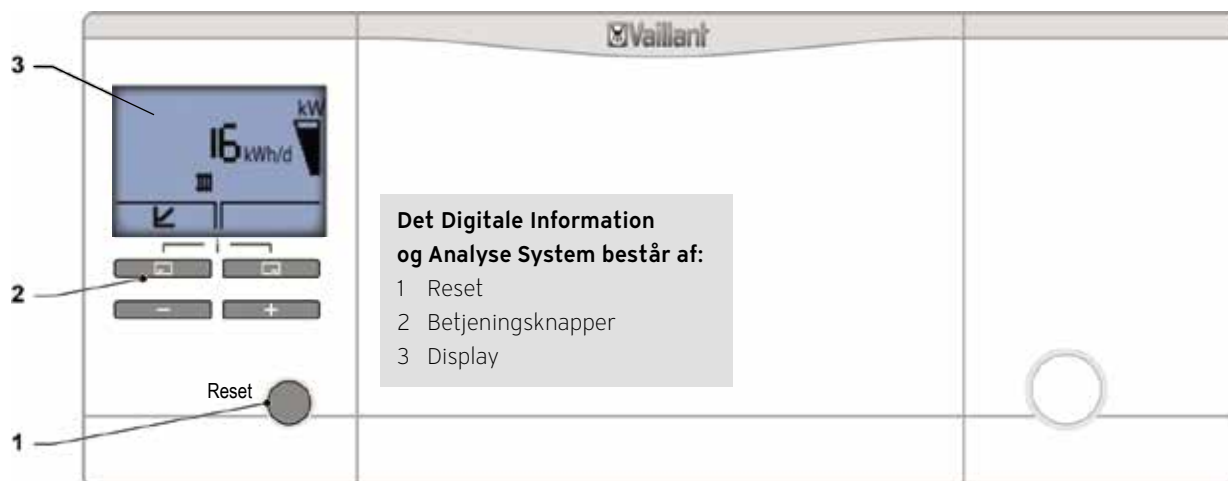 Vaillant
3
kW
16 kWh/d
i
2
− +
Reset
1
Det Digitale Information
og Analyse System består af:
1 Reset
2 Betjeningsknapper
3 Display